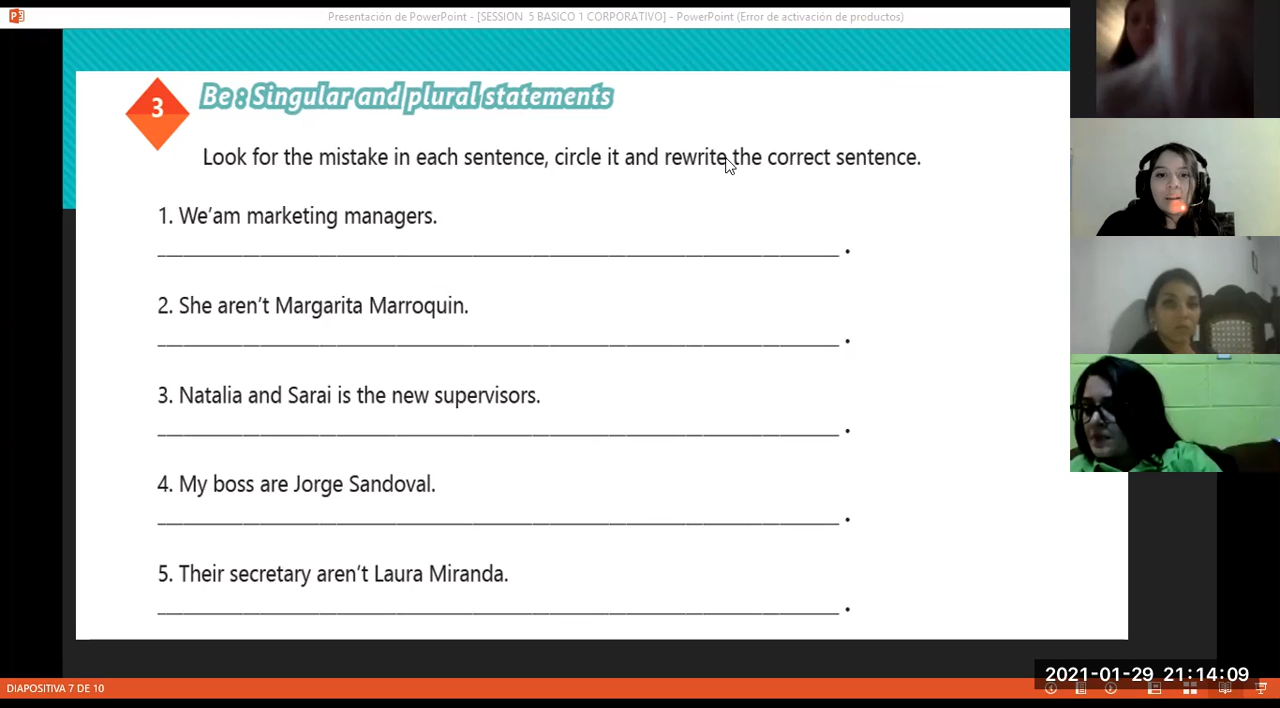 Presentación de PowerPoint - [SESSION  5 BASICO 1 CORPORATIVO] - PowerPoint (Error de activación de productos)
3
Be : Singular and plural statements
Look for the mistake in each sentence, circle it and rewrite the correct sentence.
1. We’am marketing managers.
2. She aren’t Margarita Marroquin.
3. Natalia and Sarai is the new supervisors.
4. My boss are Jorge Sandoval.
5. Their secretary aren’t Laura Miranda.
2021-01-29 21:14:09
DIAPOSITIVA 7 DE 10